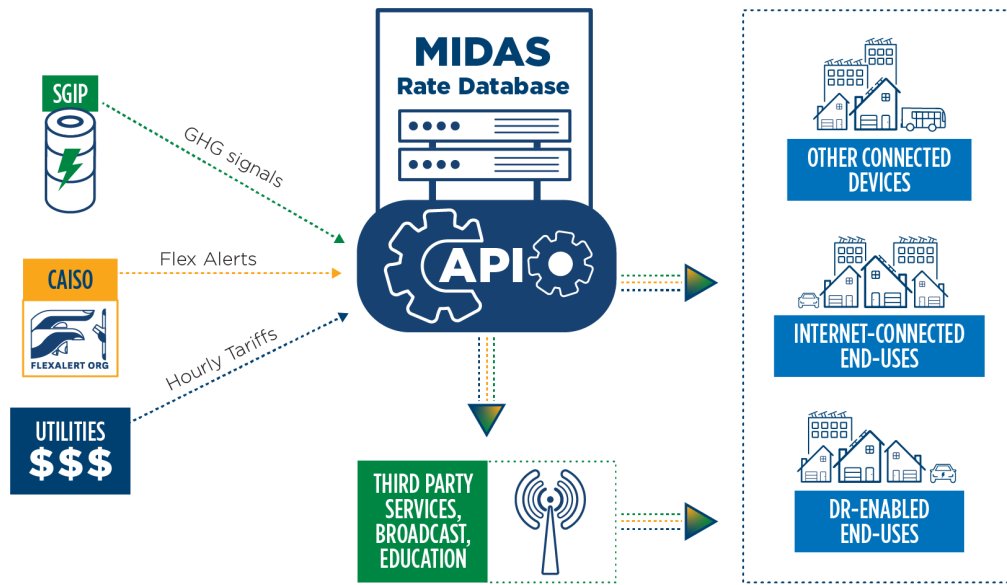 MIDAS
Rate Database
SGIP
GHG signals
CAISO
Flex Alerts
FLEXALERT ORG
Hourly Tariffs
UTILITIES
$$$
API
THIRD PARTY
SERVICES,
BROADCAST,
EDUCATION
OTHER CONNECTED
DEVICES
INTERNET-CONNECTED
END-USES
DR-ENABLED
END-USES